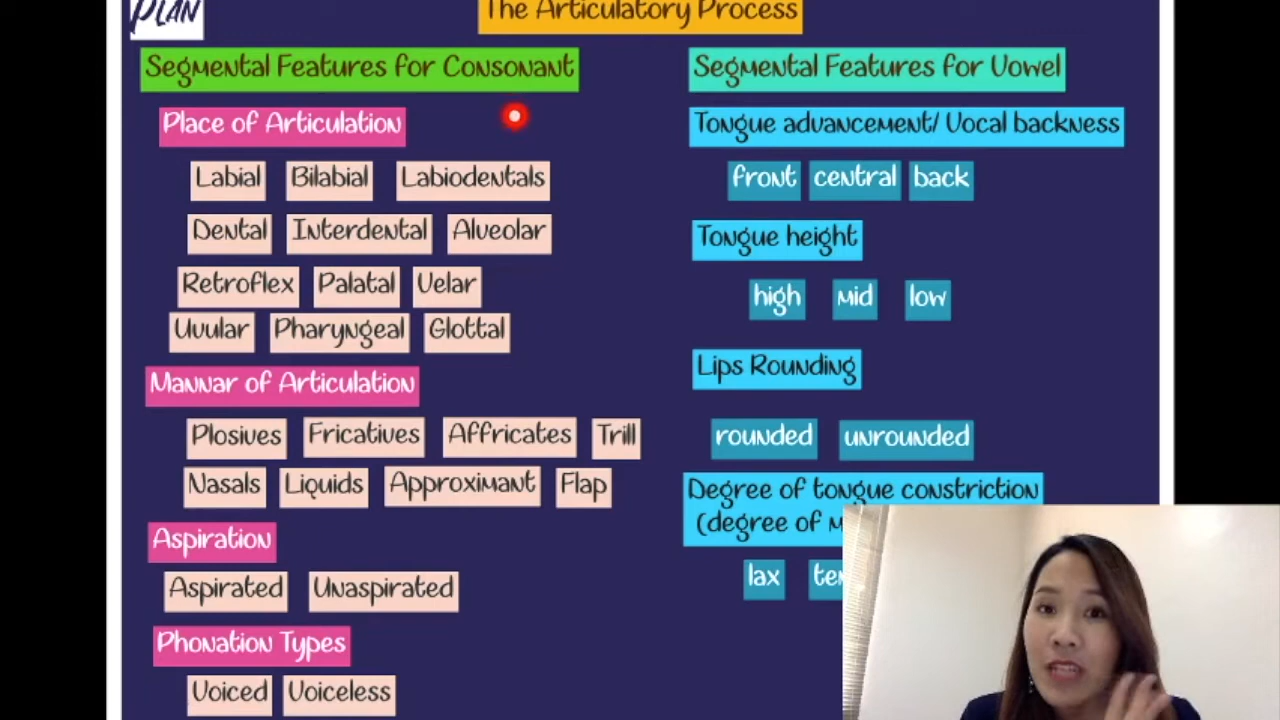 PLAN
The Articulatory Process
Segmental Features for Consonant
Place of Articulation
Labial Bilabial Labiodentals
Dental Interdental Alveolar
Retroflex Palatal Velar
Uvular Pharyngeal Glottal
Mannar of Articulation
Plosives Fricatives Affricates Trill
Nasals Liquids Approximant Flap
Aspiration
Aspirated Unaspirated
Phonation Types
Voiced Voiceless
Segmental Features for Vowel
Tongue advancement/ Vocal backness
front central back
Tongue height
high mid low
Lips Rounding
rounded unrounded
Degree of tongue constriction
(degree of
lax